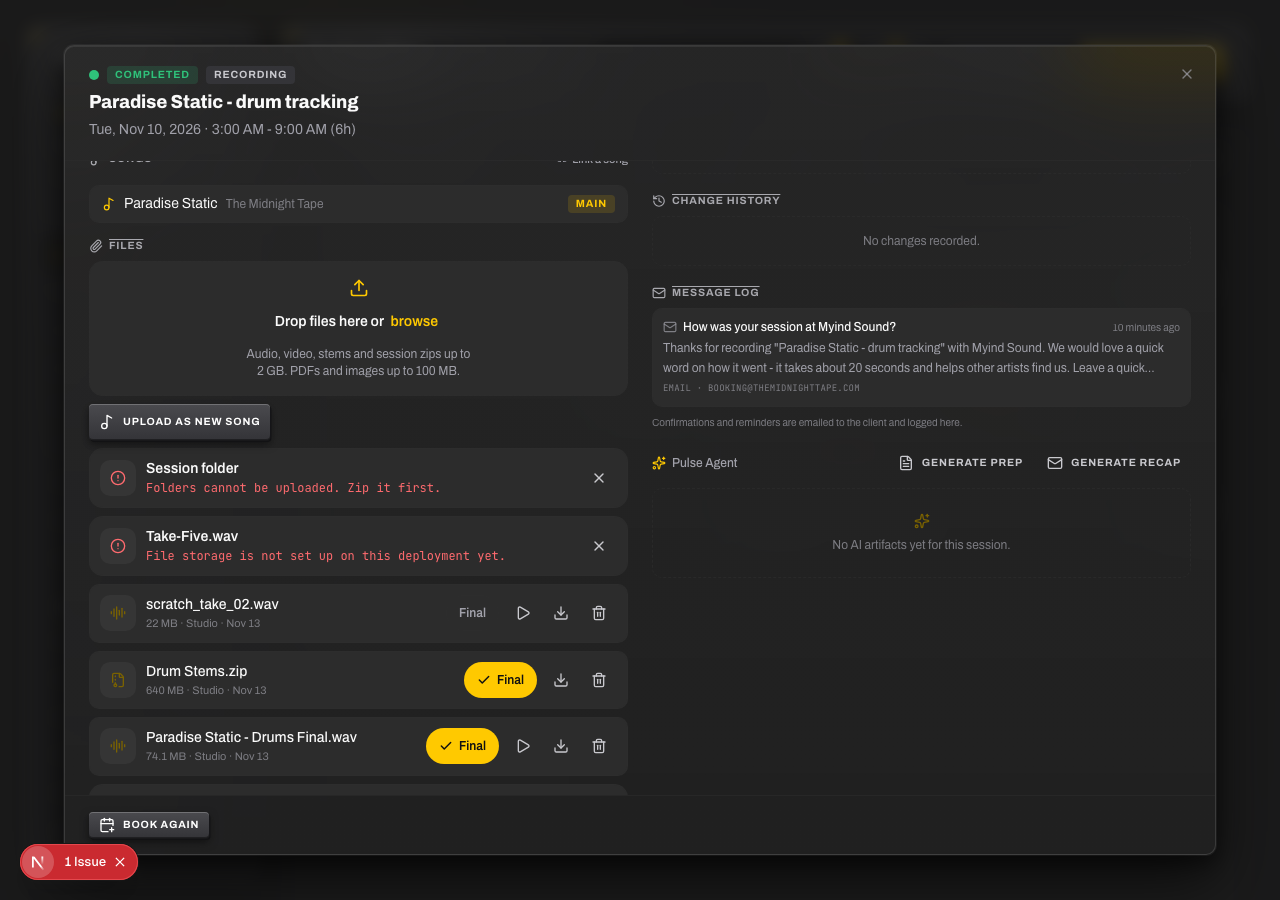 COMPLETED
RECORDING
Paradise Static - drum tracking
Tue, Nov 10, 2026 · 3:00 AM - 9:00 AM (6h)
Link a song
Paradise Static The Midnight Tape
MAIN
FILES
Drop files here or browse
Audio, video, stems and session zips up to
2 GB. PDFs and images up to 100 MB.
UPLOAD AS NEW SONG
Session folder
Folders cannot be uploaded. Zip it first.
Take-Five.wav
File storage is not set up on this deployment yet.
scratch_take_02.wav
22 MB · Studio · Nov 13
Final
Drum Stems.zip
640 MB · Studio · Nov 13
Final
Paradise Static - Drums Final.wav
74.1 MB · Studio · Nov 13
Final
CHANGE HISTORY
No changes recorded.
MESSAGE LOG
How was your session at Myind Sound?
10 minutes ago
Thanks for recording "Paradise Static - drum tracking" with Myind Sound. We would love a quick
word on how it went - it takes about 20 seconds and helps other artists find us. Leave a quick...
EMAIL · BOOKING@THEMIDNIGHTTAPE.COM
Confirmations and reminders are emailed to the client and logged here.
Pulse Agent
GENERATE PREP
GENERATE RECAP
No AI artifacts yet for this session.
BOOK AGAIN
N
1 Issue